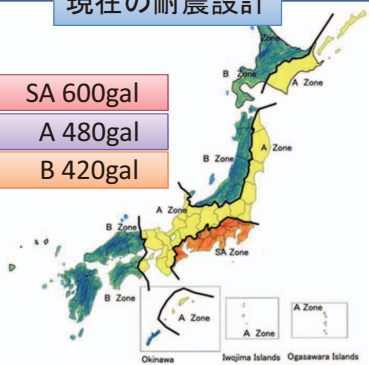 現在の耐震設計
Zone
B Zone
A Zone
SA 600gal
A 480gal
B 420gal
B Zone
A Zone
A Zone
B Zone
SA Zone
B Zone
A Zone
A Zone
A Zone
Okinawa
Iwojima Islands
Ogasawara Islands